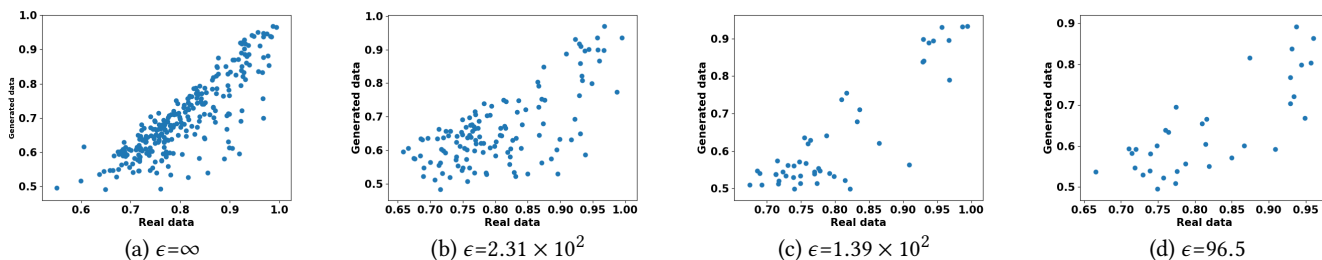 1.0
0.9
0.8
0.7
0.6
0.5
Generated data
0.6 0.7 0.8 0.9 1.0
Real data
(a) ϵ=∞
1.0
0.9
0.8
0.7
0.6
0.5
Generated data
0.65 0.70 0.75 0.80 0.85 0.90 0.95 1.00
Real data
(b) ϵ=2.31 × 10²
0.9
0.8
0.7
0.6
0.5
Generated data
0.70 0.75 0.80 0.85 0.90 0.95 1.00
Real data
(c) ϵ=1.39 × 10²
0.9
0.8
0.7
0.6
0.5
Generated data
0.65 0.70 0.75 0.80 0.85 0.90 0.95
Real data
(d) ϵ=96.5